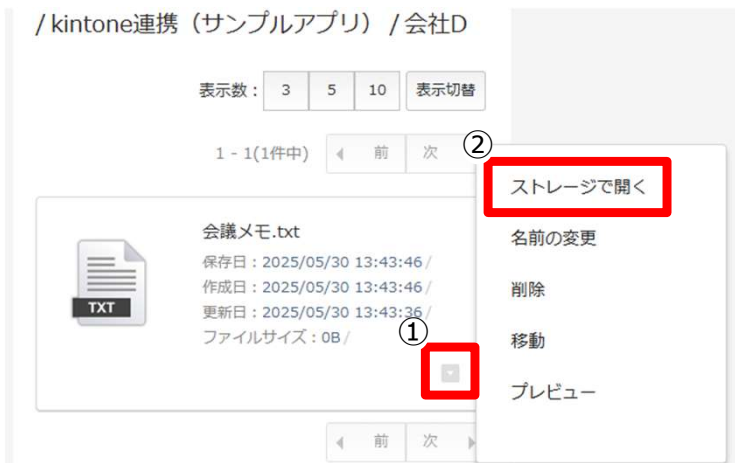 / kintone連携（サンプルアプリ） / 会社D
表示数： 3 5 10 表示切替
1 - 1(1件中) 前 次
②
ストレージで開く
会議メモ.txt
名前の変更
保存日：2025/05/30 13:43:46 /
作成日：2025/05/30 13:43:46 /
削除
更新日：2025/05/30 13:43:36 /
TXT
ファイルサイズ：0B /
①
移動
プレビュー
前 次